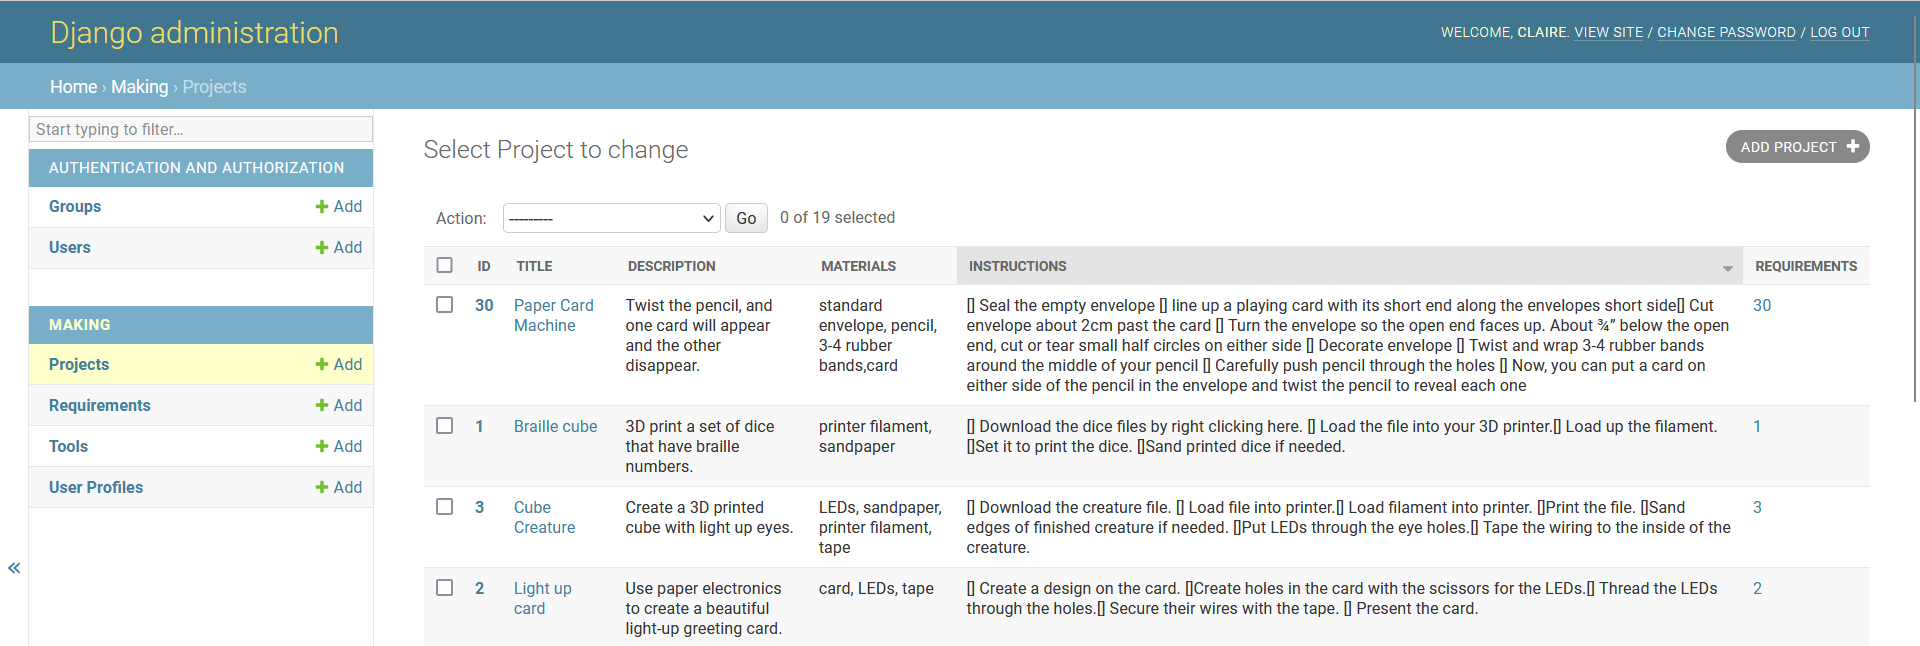 Django administration
WELCOME, CLAIRE. VIEW SITE / CHANGE PASSWORD / LOG OUT
Home › Making › Projects
Start typing to filter...
AUTHENTICATION AND AUTHORIZATION
Groups + Add
Users + Add
MAKING
Projects + Add
Requirements + Add
Tools + Add
User Profiles + Add
«
Select Project to change
ADD PROJECT +
Action: --------- Go 0 of 19 selected
ID TITLE DESCRIPTION MATERIALS INSTRUCTIONS REQUIREMENTS
30
Paper Card
Machine
Twist the pencil, and
one card will appear
and the other
disappear.
standard
envelope, pencil,
3-4 rubber
bands,card
[] Seal the empty envelope [] line up a playing card with its short end along the envelopes short side[] Cut
envelope about 2cm past the card [] Turn the envelope so the open end faces up. About ¾” below the open
end, cut or tear small half circles on either side [] Decorate envelope [] Twist and wrap 3-4 rubber bands
around the middle of your pencil [] Carefully push pencil through the holes [] Now, you can put a card on
either side of the pencil in the envelope and twist the pencil to reveal each one
30
1
Braille cube
3D print a set of dice
that have braille
numbers.
printer filament,
sandpaper
[] Download the dice files by right clicking here. [] Load the file into your 3D printer.[] Load up the filament.
[]Set it to print the dice. []Sand printed dice if needed.
1
3
Cube
Creature
Create a 3D printed
cube with light up eyes.
LEDs, sandpaper,
printer filament,
tape
[] Download the creature file. [] Load file into printer.[] Load filament into printer. []Print the file. []Sand
edges of finished creature if needed. []Put LEDs through the eye holes.[] Tape the wiring to the inside of the
creature.
3
2
Light up
card
Use paper electronics
to create a beautiful
light-up greeting card.
card, LEDs, tape
[] Create a design on the card. []Create holes in the card with the scissors for the LEDs.[] Thread the LEDs
through the holes.[] Secure their wires with the tape. [] Present the card.
2